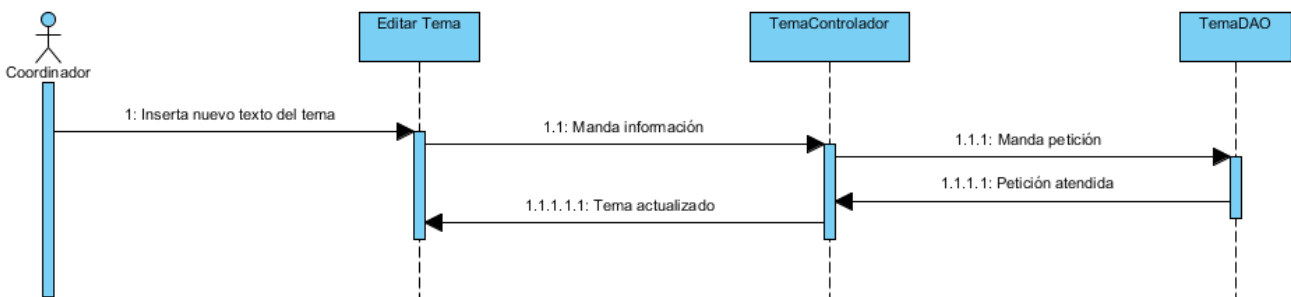 Editar Tema
TemaControlador
TemaDAO
Coordinador
1: Inserta nuevo texto del tema
1.1: Manda información
1.1.1: Manda petición
1.1.1.1: Petición atendida
1.1.1.1.1: Tema actualizado